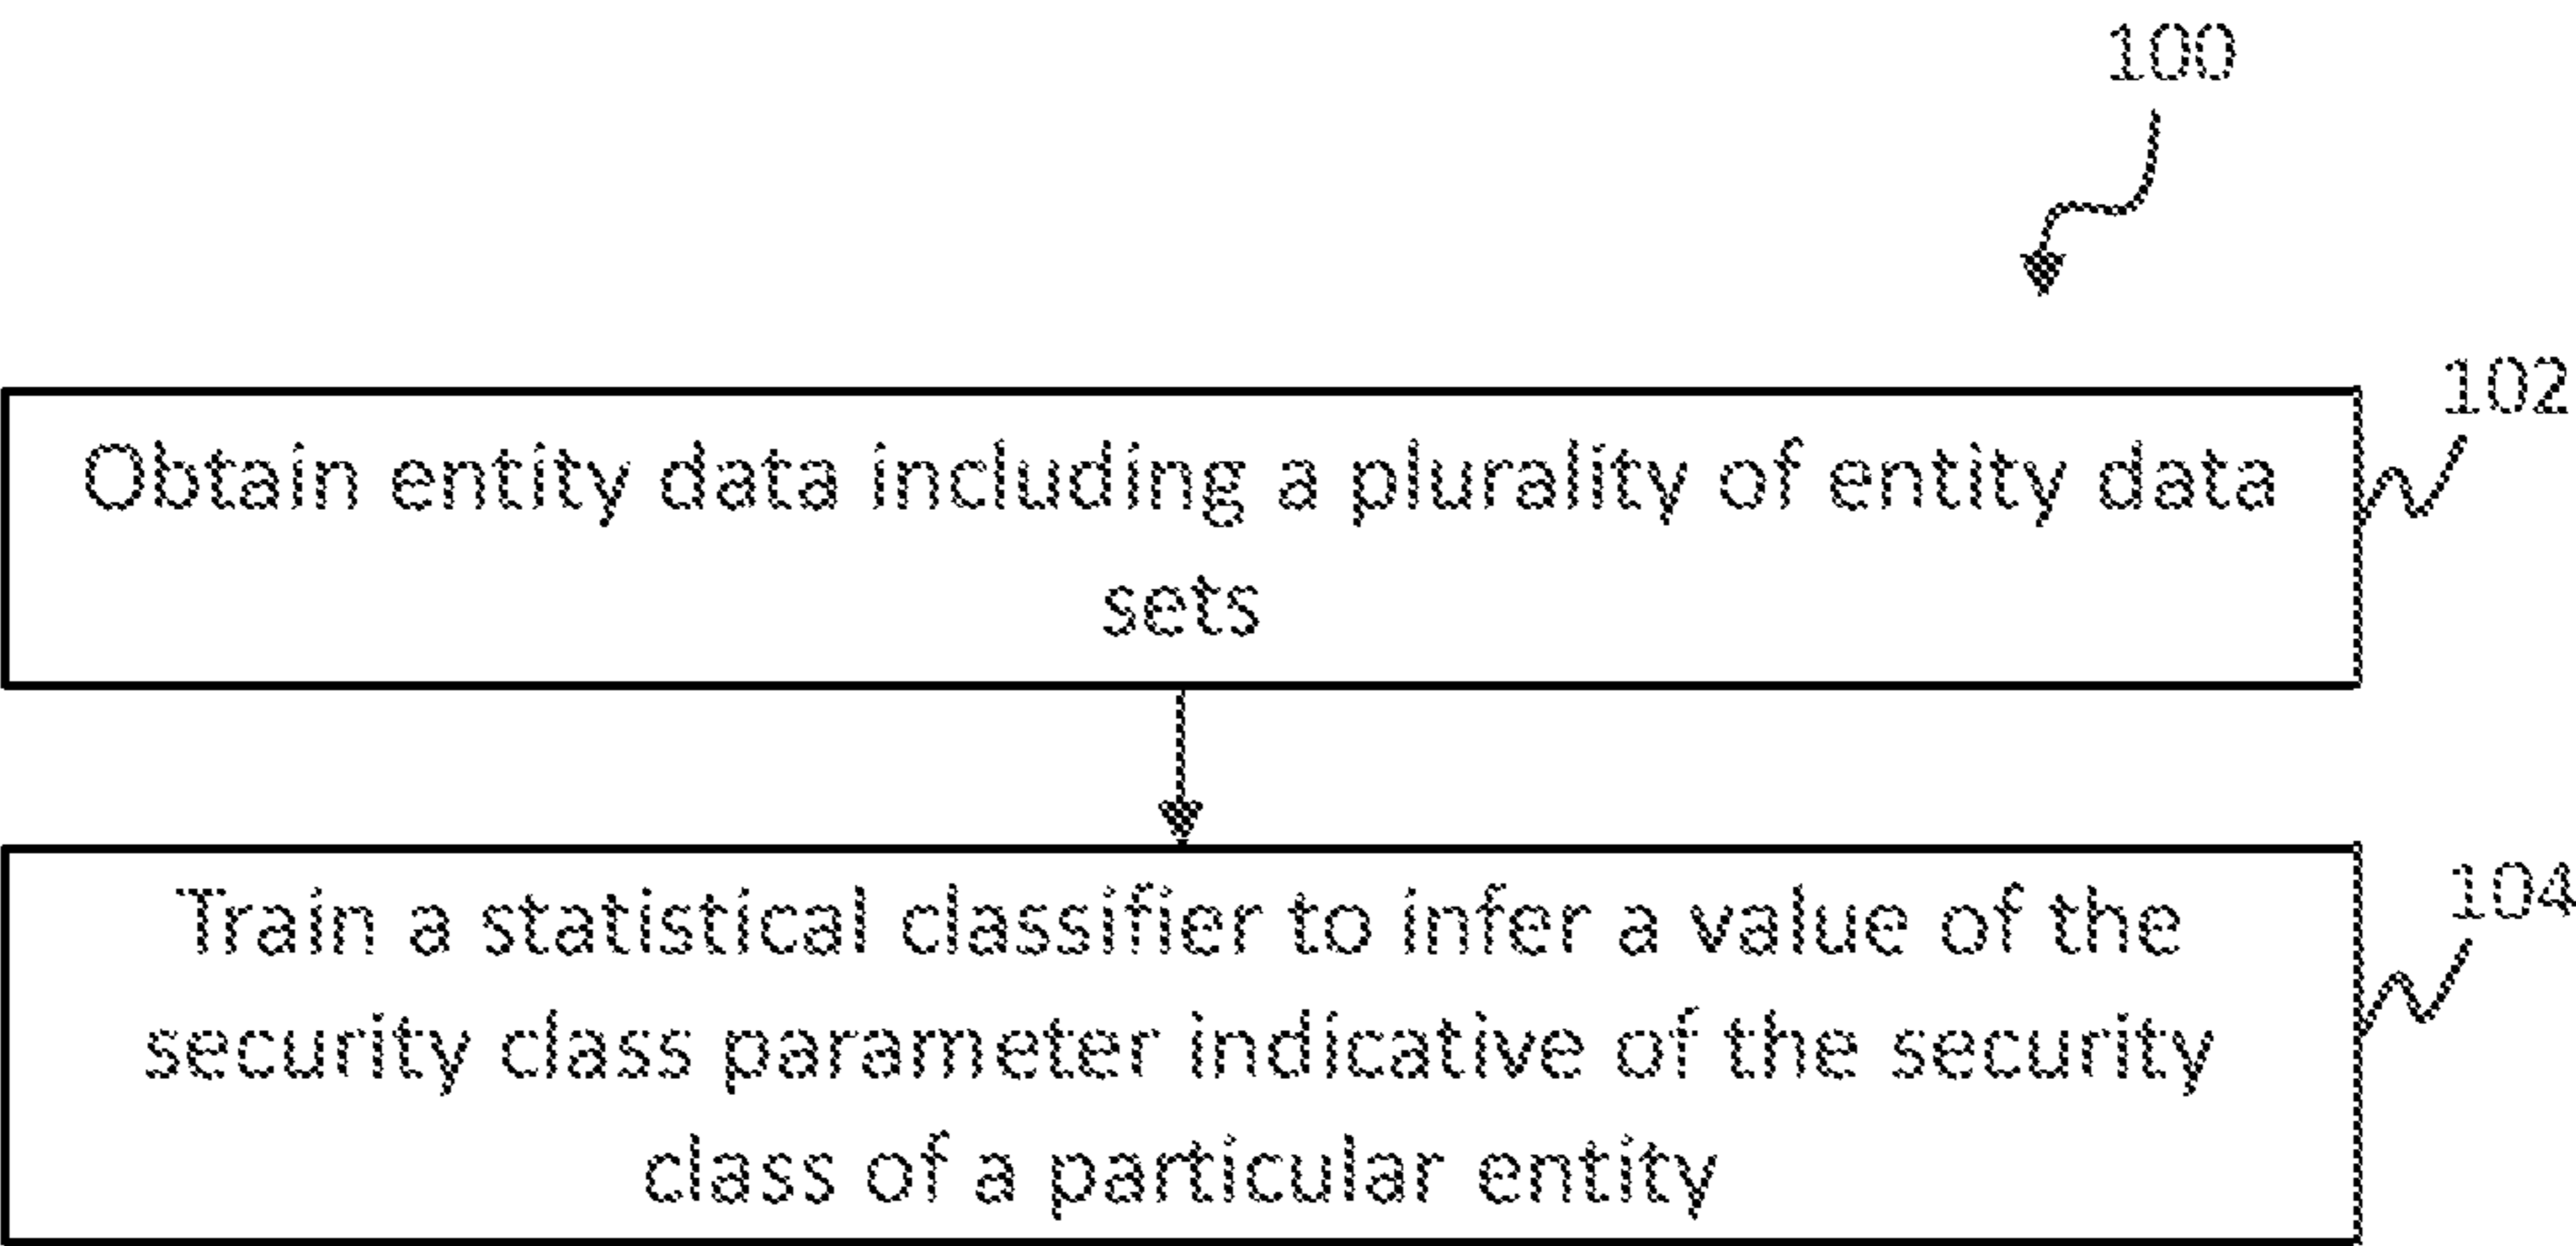 100
102
Obtain entity data including a plurality of entity data
sets
104
Train a statistical classifier to infer a value of the
security class parameter indicative of the security
class of a particular entity